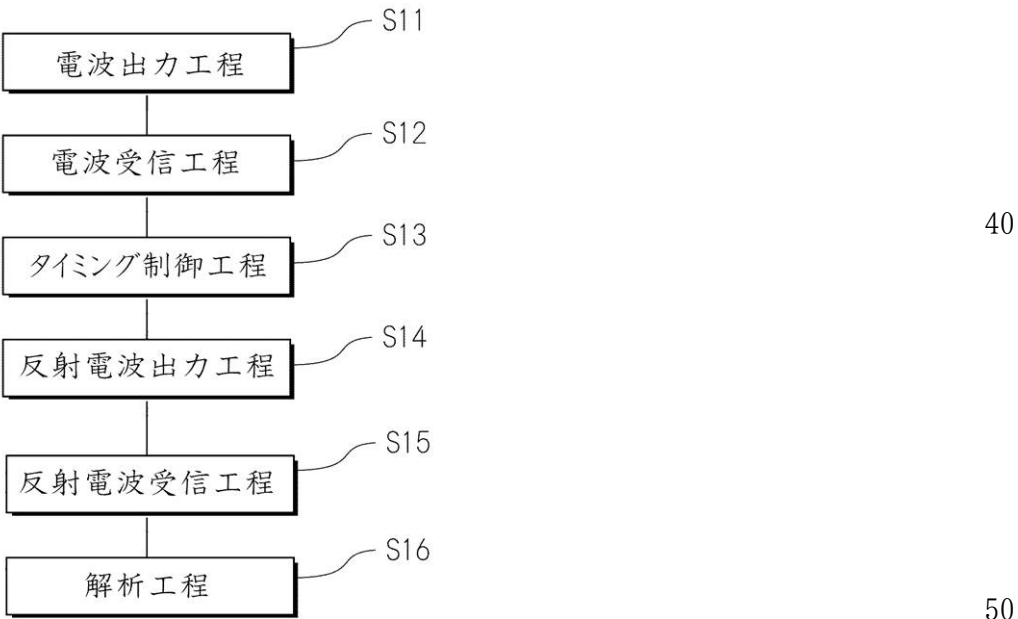 S11
電波出力工程
S12
電波受信工程
40
S13
タイミング制御工程
S14
反射電波出力工程
S15
反射電波受信工程
S16
解析工程
50